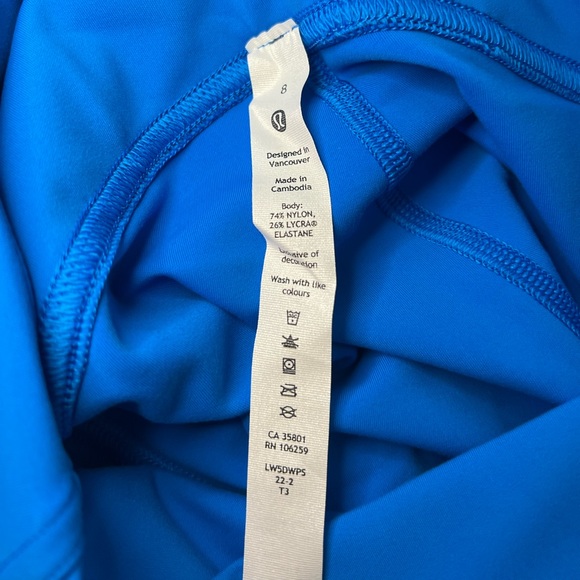 8
Designed in
Vancouver
Made in
Cambodia
Body:
74% NYLON,
26% LYCRA®
ELASTANE
of
Wash with like
colours
CA 35801
RN 106259
LW5DWPS
22-2
T3